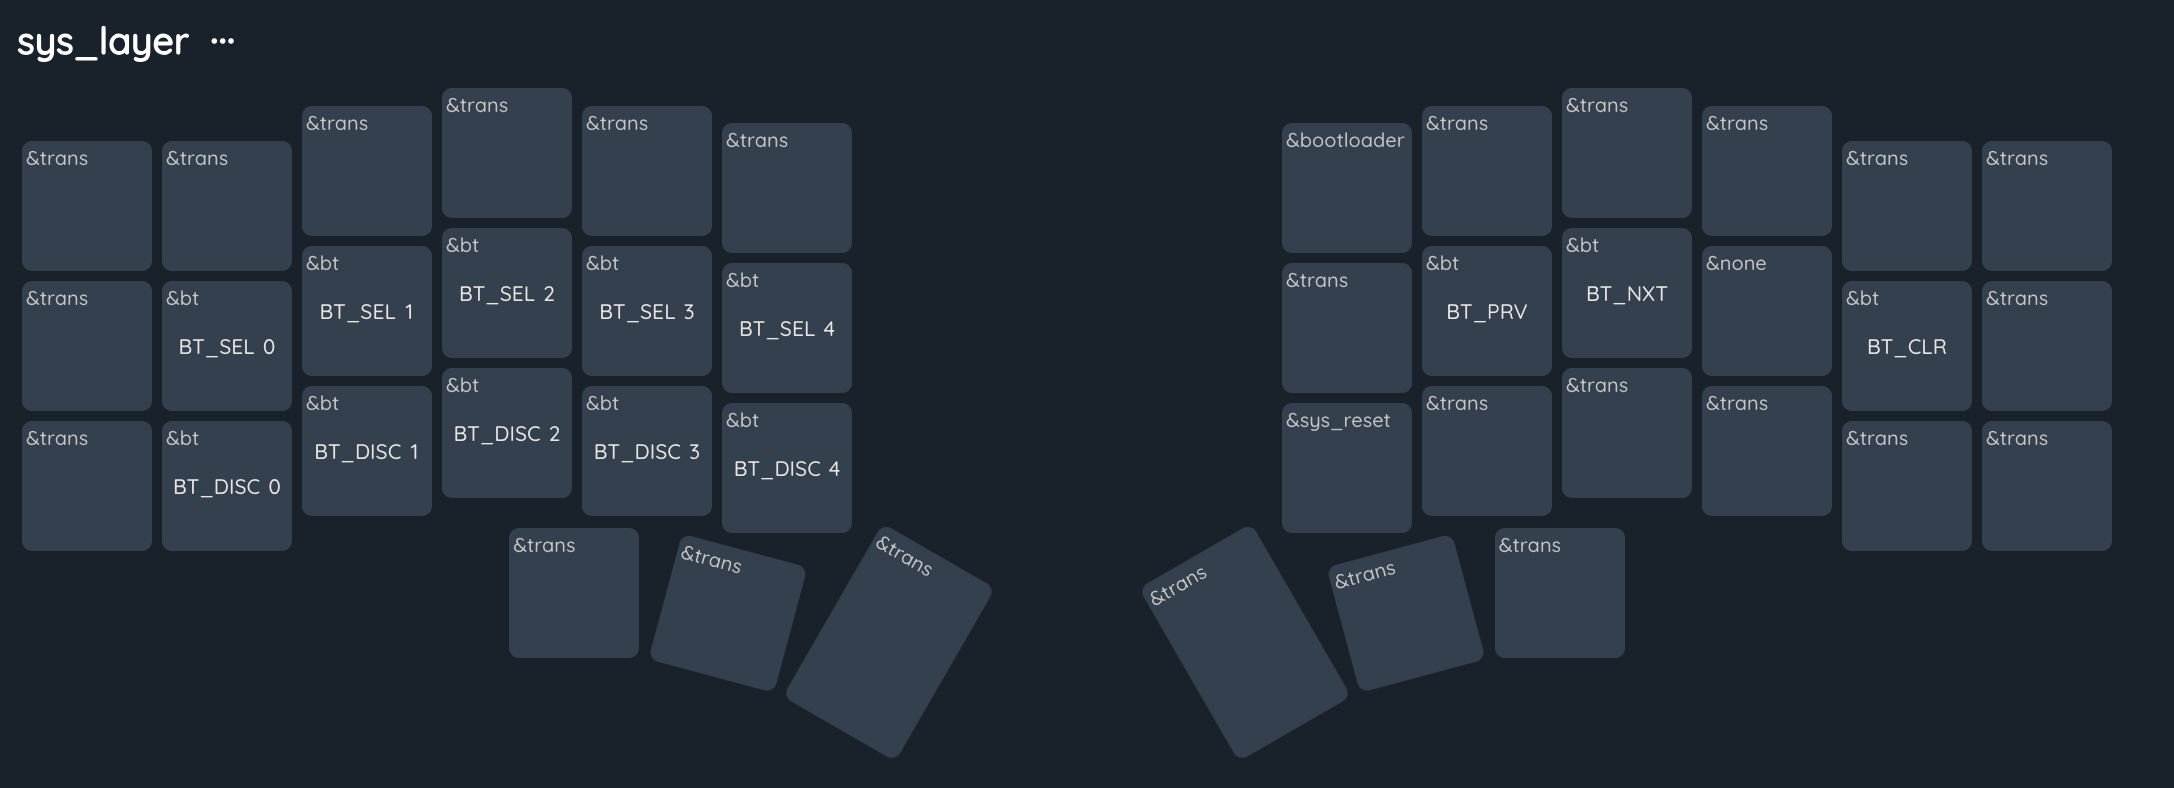 sys_layer ...
&trans &trans &trans &trans &trans &trans &bootloader &trans &trans &trans &trans &trans
&trans &bt &bt &bt &bt &bt &trans &bt &bt &none &bt &trans
BT_SEL 0 BT_SEL 1 BT_SEL 2 BT_SEL 3 BT_SEL 4 BT_PRV BT_NXT BT_CLR
&trans &bt &bt &bt &bt &bt &sys_reset &trans &trans &trans &trans &trans
BT_DISC 0 BT_DISC 1 BT_DISC 2 BT_DISC 3 BT_DISC 4
&trans &trans &trans &trans &trans &trans